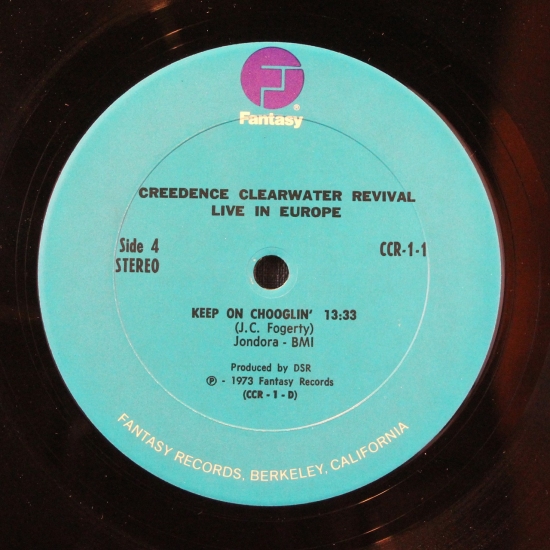 Fantasy®
CREEDENCE CLEARWATER REVIVAL
LIVE IN EUROPE
Side 4
STEREO
CCR-1-1
KEEP ON CHOOGLIN' 13:33
(J.C. Fogerty)
Jondora - BMI
Produced by DSR
℗ - 1973 Fantasy Records
(CCR - 1 - D)
FANTASY RECORDS, BERKELEY, CALIFORNIA